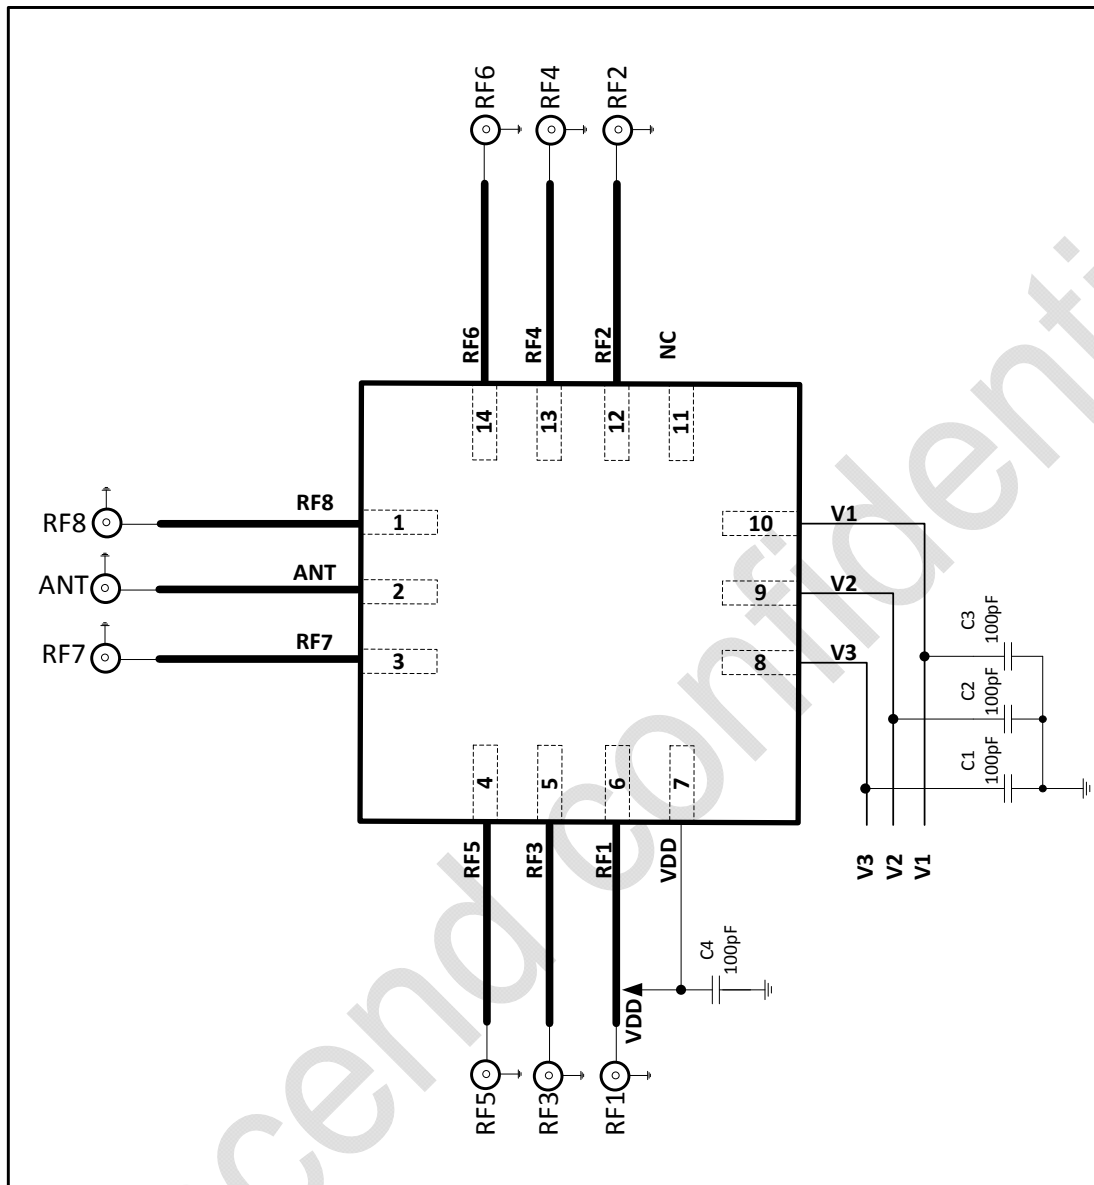 RF6
RF4
RF2
RF6
RF4
RF2
NC
14
13
12
11
RF8
RF8
1
10
V1
ANT
ANT
2
9
V2
RF7
RF7
3
8
V3
C3
100pF
C2
100pF
C1
100pF
4
5
6
7
RF5
RF3
RF1
VDD
V3
V2
V1
C4
100pF
VDD
RF5
RF3
RF1
cend confidenti